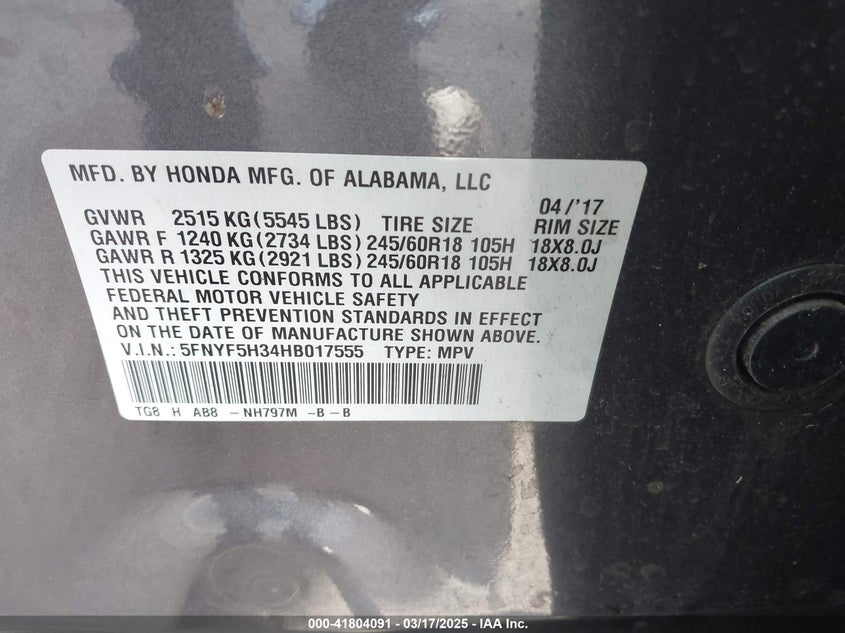 MFD. BY HONDA MFG. OF ALABAMA, LLC
04/'17
GVWR 2515 KG(5545 LBS) TIRE SIZE RIM SIZE
GAWR F 1240 KG(2734 LBS) 245/60R18 105H 18X8.0J
GAWR R 1325 KG(2921 LBS) 245/60R18 105H 18X8.0J
THIS VEHICLE CONFORMS TO ALL APPLICABLE
FEDERAL MOTOR VEHICLE SAFETY
AND THEFT PREVENTION STANDARDS IN EFFECT
ON THE DATE OF MANUFACTURE SHOWN ABOVE.
V.I.N.: 5FNYF5H34HB017555 TYPE: MPV
TG8 H AB8 -NH797M -B-B
HONDA
000-41804091 - 03/17/2025 - IAA Inc.